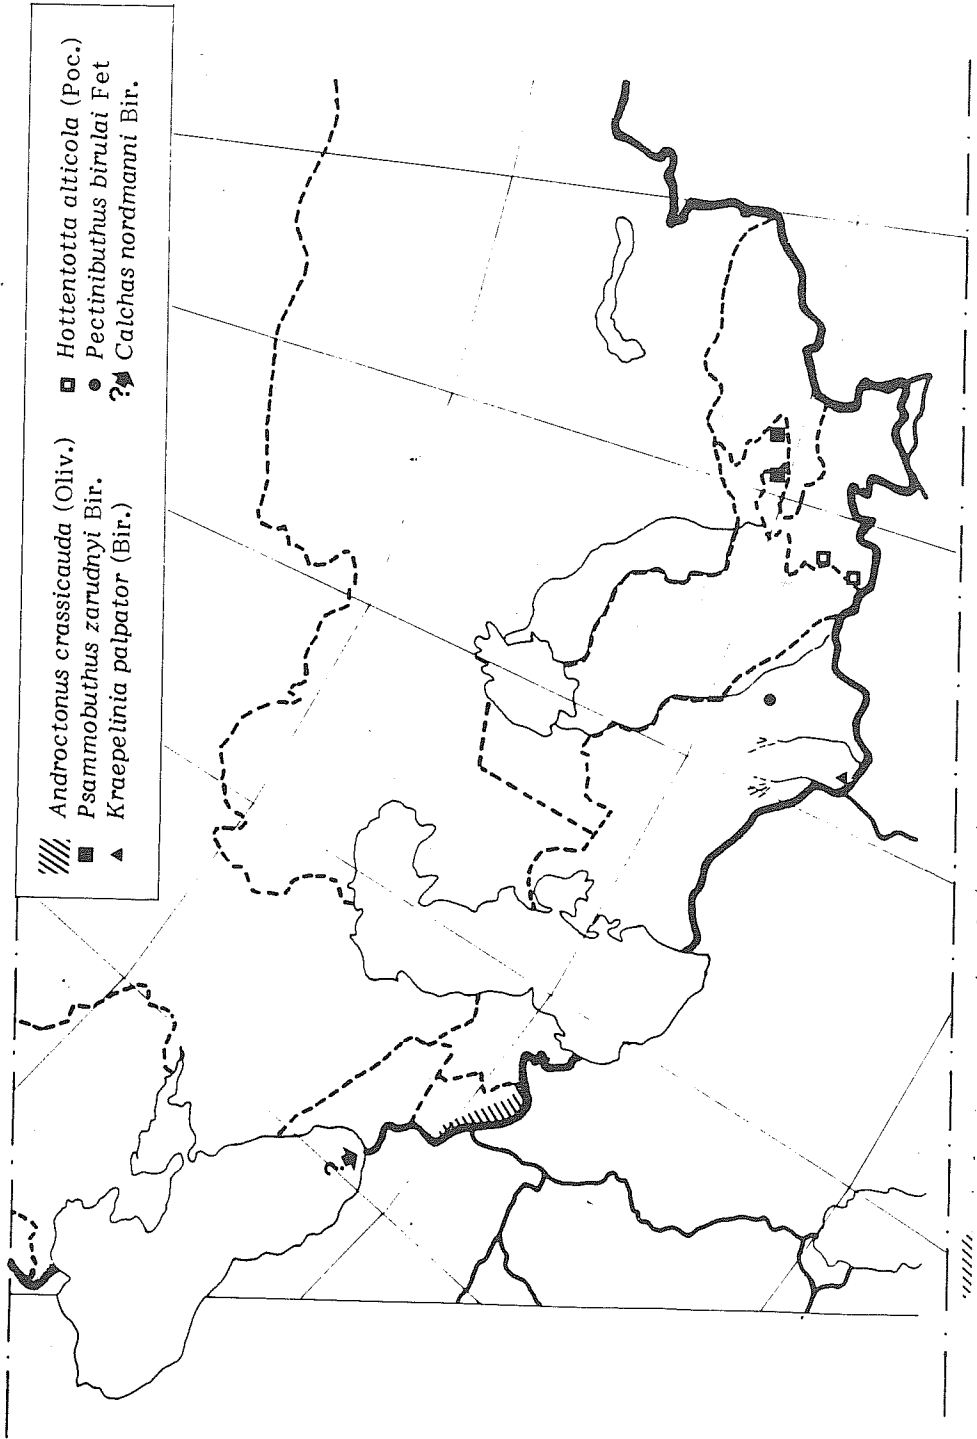 Androctonus crassicauda (Oliv.)
Psammobuthus zarudnyi Bir.
Kraepelinia palpator (Bir.)
Hottentotta alticola (Poc.)
Pectinibuthus birulai Fet
? Calchas nordmanni Bir.
?